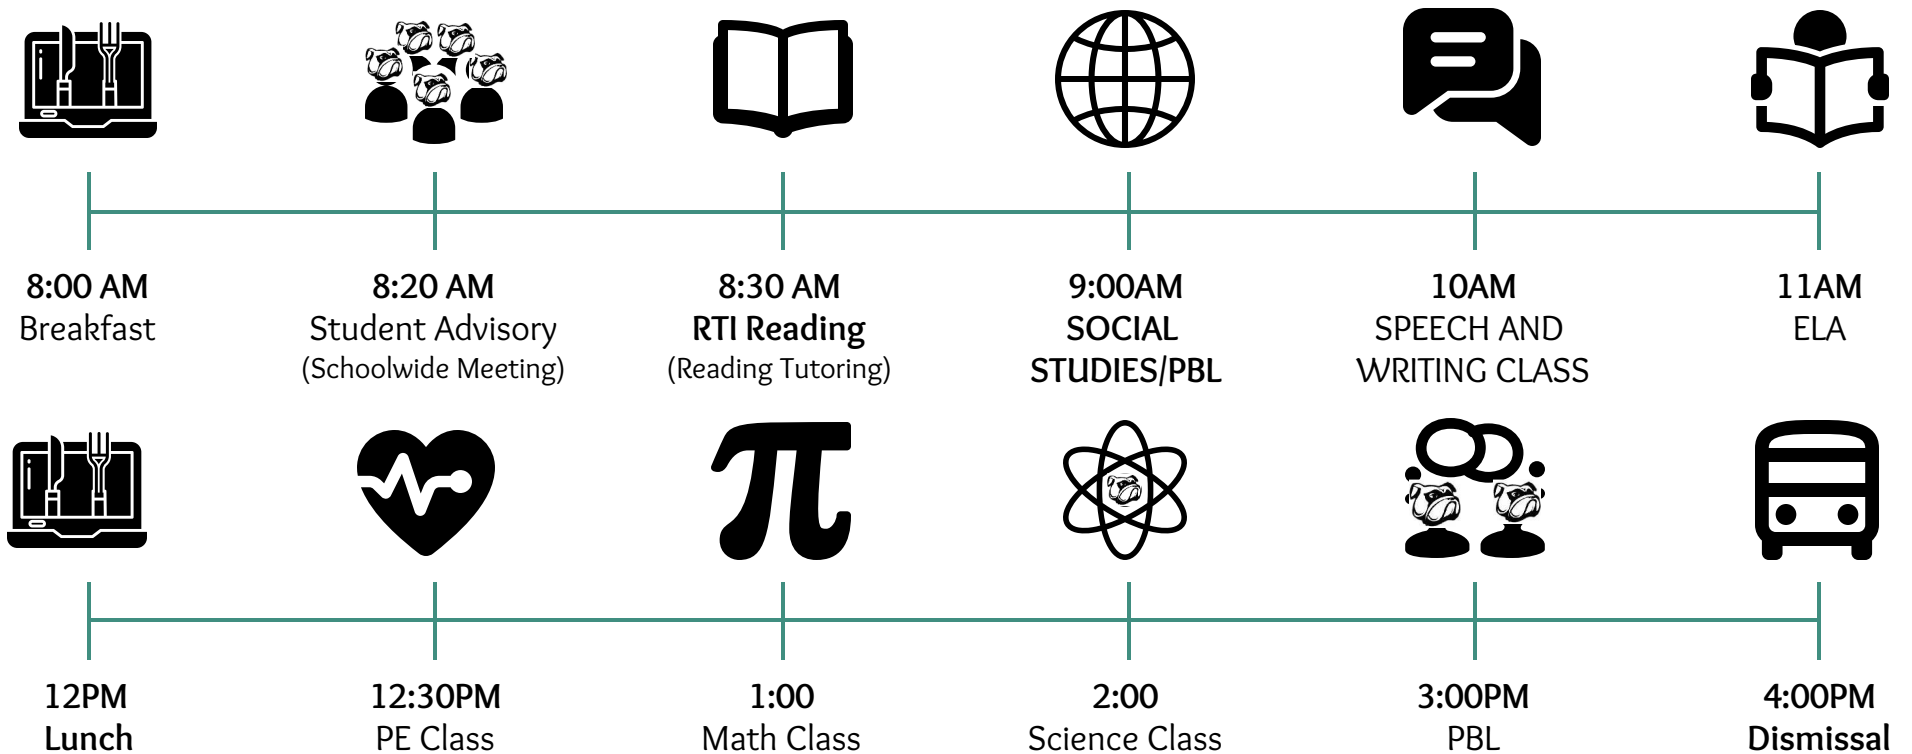 8:00 AM
Breakfast
8:20 AM
Student Advisory
(Schoolwide Meeting)
8:30 AM
RTI Reading
(Reading Tutoring)
9:00AM
SOCIAL
STUDIES/PBL
10AM
SPEECH AND
WRITING CLASS
11AM
ELA
12PM
Lunch
12:30PM
PE Class
1:00
Math Class
2:00
Science Class
3:00PM
PBL
4:00PM
Dismissal